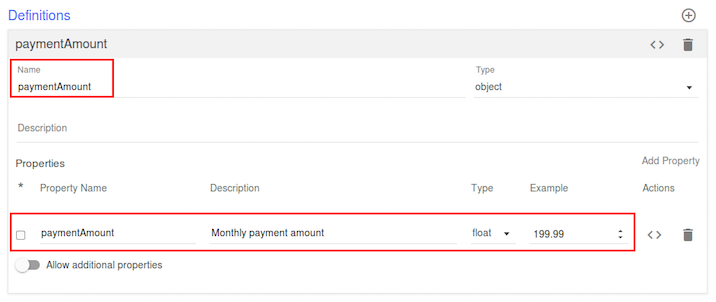 Definitions
paymentAmount
Name
Type
paymentAmount
object
Description
Properties
Add Property
* Property Name Description Type Example Actions
paymentAmount Monthly payment amount float 199.99
Allow additional properties